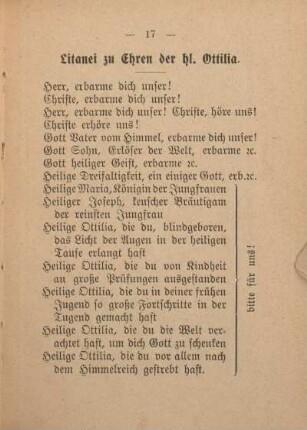 — 17 —
Litanei zu Ehren der hl. Ottilia.
Herr, erbarme dich unser!
Christe, erbarme dich unser!
Herr, erbarme dich unser! Christe, höre uns!
Christe erhöre uns!
Gott Vater vom Himmel, erbarme dich unser!
Gott Sohn, Erlöser der Welt, erbarme ꝛc.
Gott heiliger Geist, erbarme ꝛc.
Heilige Dreifaltigkeit, ein einiger Gott, erb.ꝛc.
Heilige Maria, Königin der Jungfrauen
Heiliger Joseph, keuscher Bräutigam
der reinsten Jungfrau
Heilige Ottilia, die du, blindgeboren,
das Licht der Augen in der heiligen
Taufe erlangt hast
Heilige Ottilia, die du von Kindheit
an große Prüfungen ausgestanden
Heilige Ottilia, die du in deiner frühen
Jugend so große Fortschritte in der
Tugend gemacht hast
Heilige Ottilia, die du die Welt ver-
achtet hast, um dich Gott zu schenken
Heilige Ottilia, die du vor allem nach
dem Himmelreich gestrebt hast.
bitte für uns!